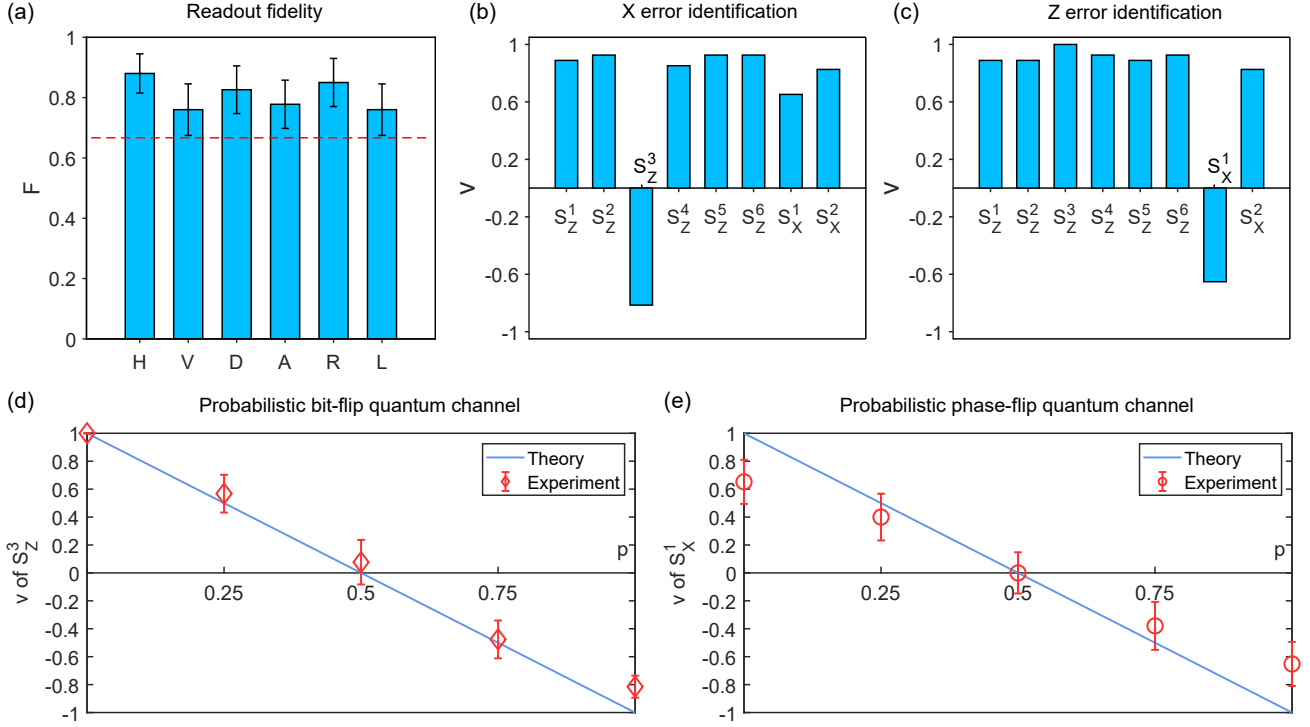 (a) Readout fidelity
1
0.8
0.6
0.4
0.2
0
F
H V D A R L
(b) X error identification
1
0.6
0.2
-0.2
-0.6
-1
v
S_Z^3
S_Z^1 S_Z^2 S_Z^4 S_Z^5 S_Z^6 S_X^1 S_X^2
(c) Z error identification
1
0.6
0.2
-0.2
-0.6
-1
v
S_X^1
S_Z^1 S_Z^2 S_Z^3 S_Z^4 S_Z^5 S_Z^6 S_X^2
(d) Probabilistic bit-flip quantum channel
1
0.8
0.6
0.4
0.2
0
-0.2
-0.4
-0.6
-0.8
-1
v of S_Z^3
Theory
Experiment
p
0.25 0.5 0.75
(e) Probabilistic phase-flip quantum channel
1
0.8
0.6
0.4
0.2
0
-0.2
-0.4
-0.6
-0.8
-1
v of S_X^1
Theory
Experiment
p
0.25 0.5 0.75